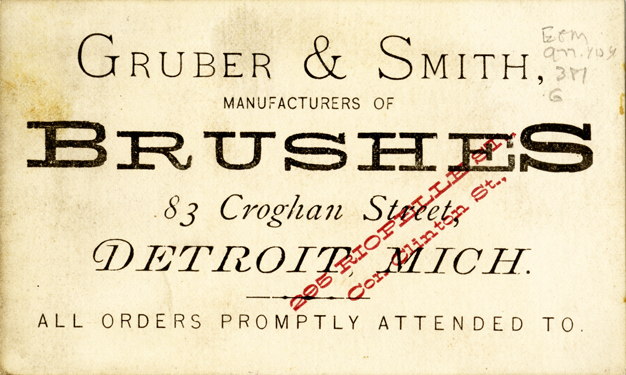 GRUBER & SMITH,
MANUFACTURERS OF
BRUSHES
83 Croghan Street,
DETROIT, MICH.
295 RIOPELLE ST.,
Cor. Clinton St.,
ALL ORDERS PROMPTLY ATTENDED TO.
381
G